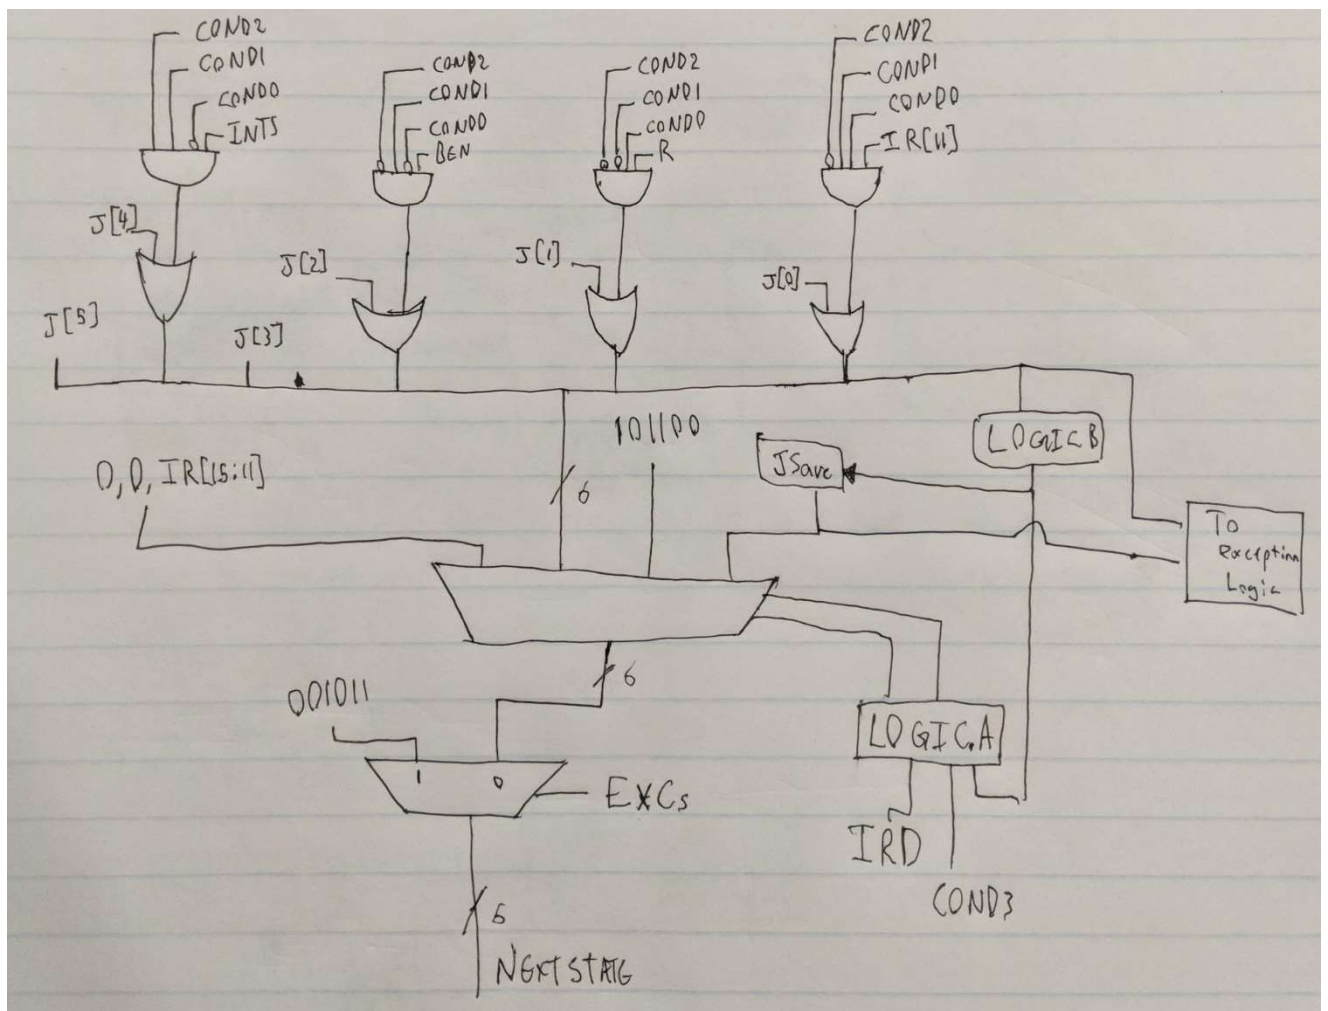 COND2
COND1
COND0
INTS
COND2
COND1
COND0
BEN
COND2
COND1
COND0
R
COND2
COND1
COND0
IR[11]
J[4]
J[2]
J[1]
J[0]
J[5]
J[3]
101100
LOGICB
JSave
0,0,IR[15:11]
6
To
Exception
Logic
6
001011
LOGIC.A
1
0
EXCs
IRD
COND3
6
NEXTSTATE